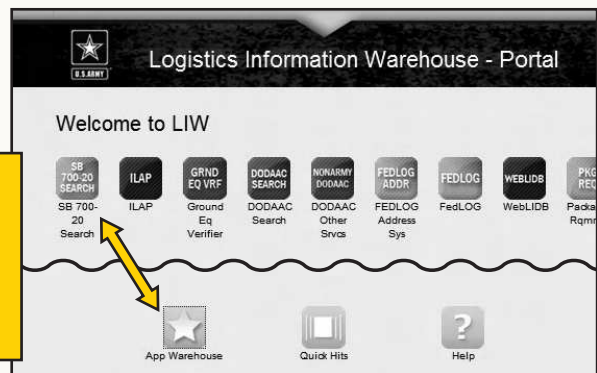 U.S.ARMY
Logistics Information Warehouse - Portal
Welcome to LIW
SB 700-20 SEARCH
ILAP
GRND EQ VRF
DODAAC SEARCH
NONARMY DODAAC
FEDLOG ADDR
FEDLOG
WEBLIDB
PKG REQ
SB 700-20 Search
ILAP
Ground Eq Verifier
DODAAC Search
DODAAC Other Srvcs
FEDLOG Address Sys
FedLOG
WebLIDB
Packa Rqmr
App Warehouse
Quick Hits
?
Help